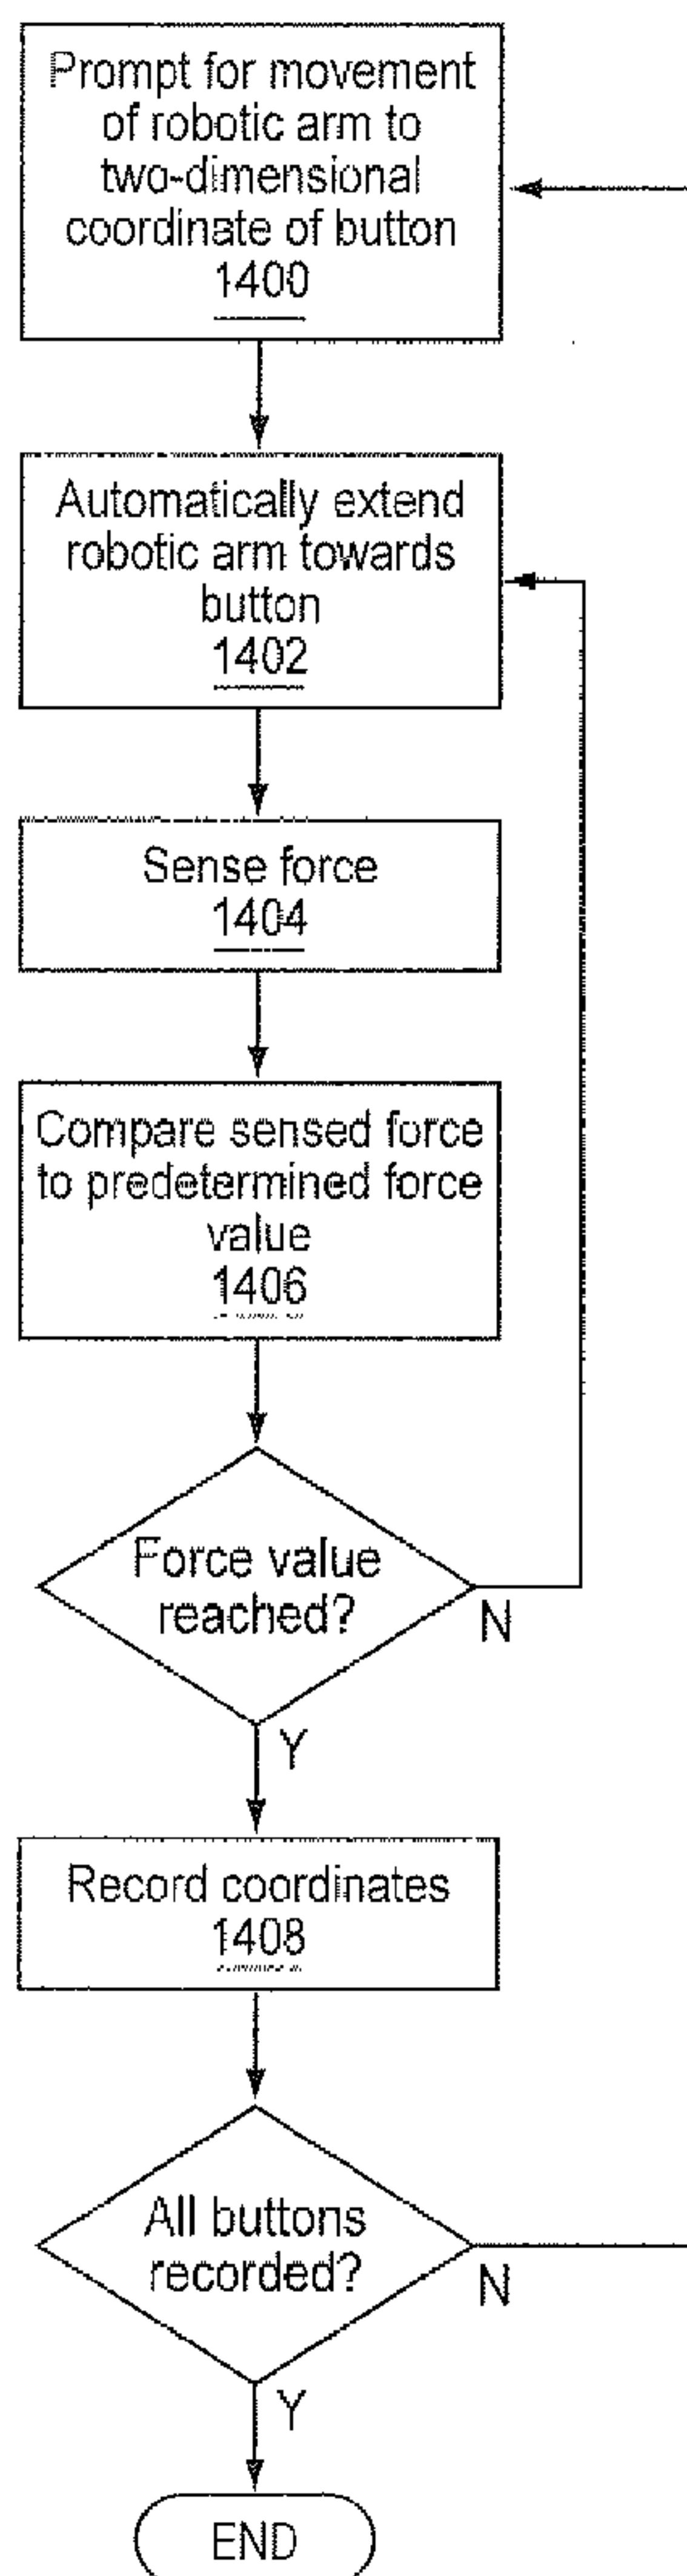 Prompt for movement
of robotic arm to
two-dimensional
coordinate of button
1400
Automatically extend
robotic arm towards
button
1402
Sense force
1404
Compare sensed force
to predetermined force
value
1406
Force value
reached?
N
Y
Record coordinates
1408
All buttons
recorded?
N
Y
END